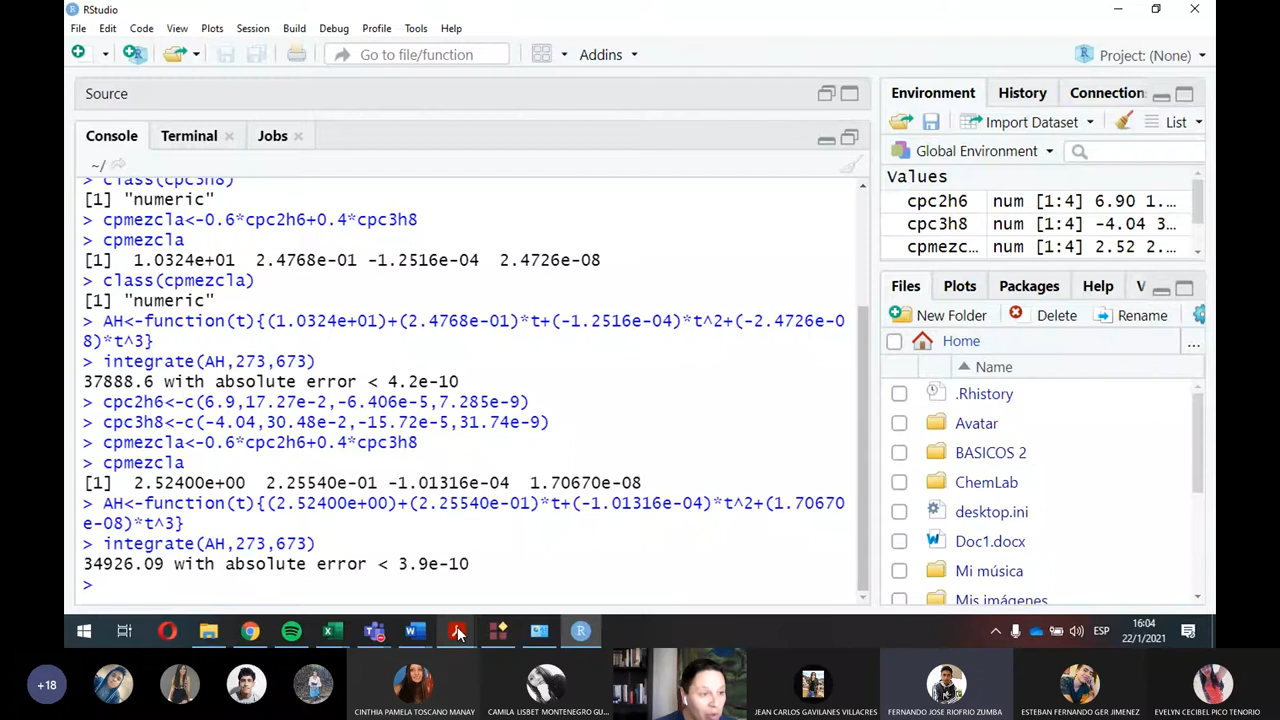 RStudio
File Edit Code View Plots Session Build Debug Profile Tools Help
Go to file/function Addins Project: (None)
Source
Console Terminal Jobs
~/
> class(cpc3h8)
[1] "numeric"
> cpmezcla<-0.6*cpc2h6+0.4*cpc3h8
> cpmezcla
[1] 1.0324e+01 2.4768e-01 -1.2516e-04 2.4726e-08
> class(cpmezcla)
[1] "numeric"
> AH<-function(t){(1.0324e+01)+(2.4768e-01)*t+(-1.2516e-04)*t^2+(-2.4726e-0
8)*t^3}
> integrate(AH,273,673)
37888.6 with absolute error < 4.2e-10
> cpc2h6<-c(6.9,17.27e-2,-6.406e-5,7.285e-9)
> cpc3h8<-c(-4.04,30.48e-2,-15.72e-5,31.74e-9)
> cpmezcla<-0.6*cpc2h6+0.4*cpc3h8
> cpmezcla
[1] 2.52400e+00 2.25540e-01 -1.01316e-04 1.70670e-08
> AH<-function(t){(2.52400e+00)+(2.25540e-01)*t+(-1.01316e-04)*t^2+(1.70670
e-08)*t^3}
> integrate(AH,273,673)
34926.09 with absolute error < 3.9e-10
>
Environment History Connection
Import Dataset List
Global Environment
Values
cpc2h6 num [1:4] 6.90 1....
cpc3h8 num [1:4] -4.04 3...
cpmezc... num [1:4] 2.52 2...
Files Plots Packages Help V
New Folder Delete Rename
Home ...
Name
.Rhistory
Avatar
BASICOS 2
ChemLab
desktop.ini
Doc1.docx
Mi música
Mis imágenes
ESP
16:04
22/1/2021
+18
CINTHIA PAMELA TOSCANO MANAY
CAMILA LISBET MONTENEGRO GU...
JEAN CARLOS GAVILANES VILLACRES
FERNANDO JOSE RIOFRIO ZUMBA
ESTEBAN FERNANDO GER JIMENEZ
EVELYN CECIBEL PICO TENORIO